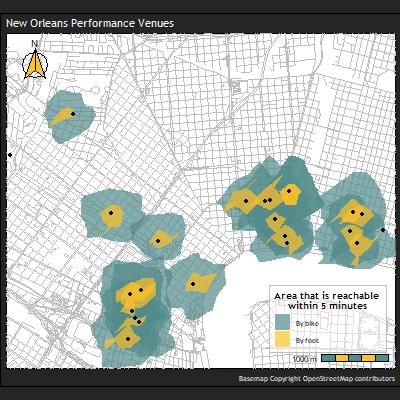 New Orleans Performance Venues
N
Area that is reachable
within 5 minutes
By bike
By foot
1000 m
Basemap Copyright OpenStreetMap contributors